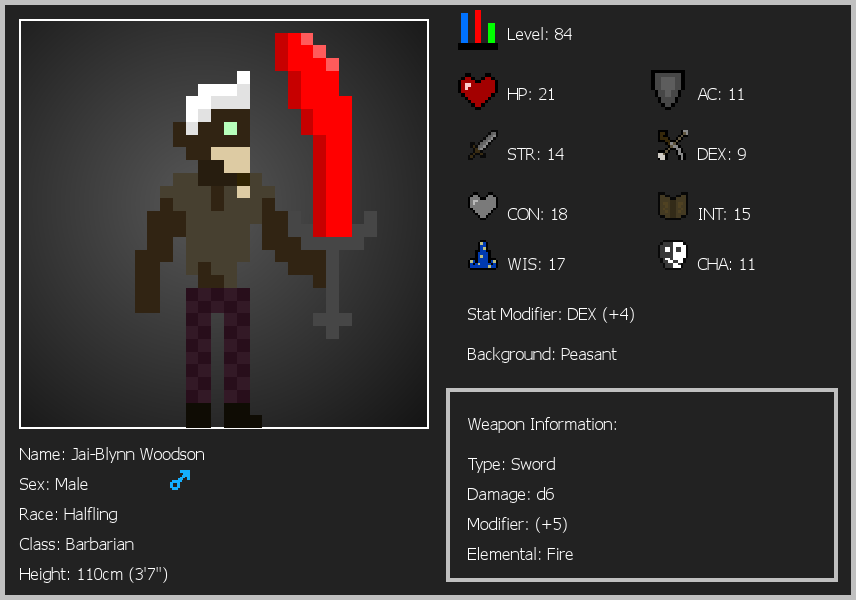 Level: 84
HP: 21
AC: 11
STR: 14
DEX: 9
CON: 18
INT: 15
WIS: 17
CHA: 11
Stat Modifier: DEX (+4)
Background: Peasant
Weapon Information:
Type: Sword
Damage: d6
Modifier: (+5)
Elemental: Fire
Name: Jai-Blynn Woodson
Sex: Male
Race: Halfling
Class: Barbarian
Height: 110cm (3'7")